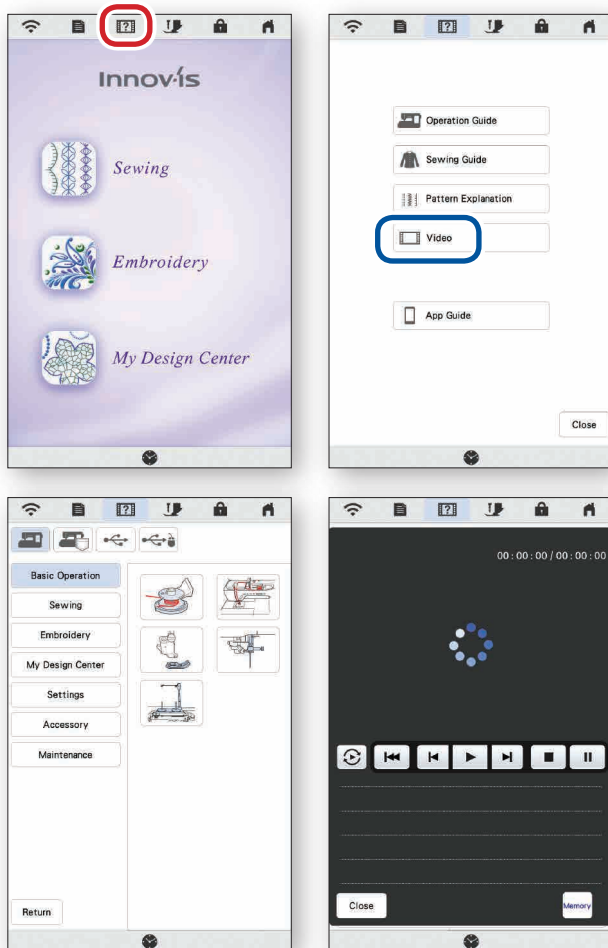 Innov-ís
Sewing
Embroidery
My Design Center
Operation Guide
Sewing Guide
Pattern Explanation
Video
App Guide
Close
Basic Operation
Sewing
Embroidery
My Design Center
Settings
Accessory
Maintenance
Return
00:00:00 / 00:00:00
Close
Memory